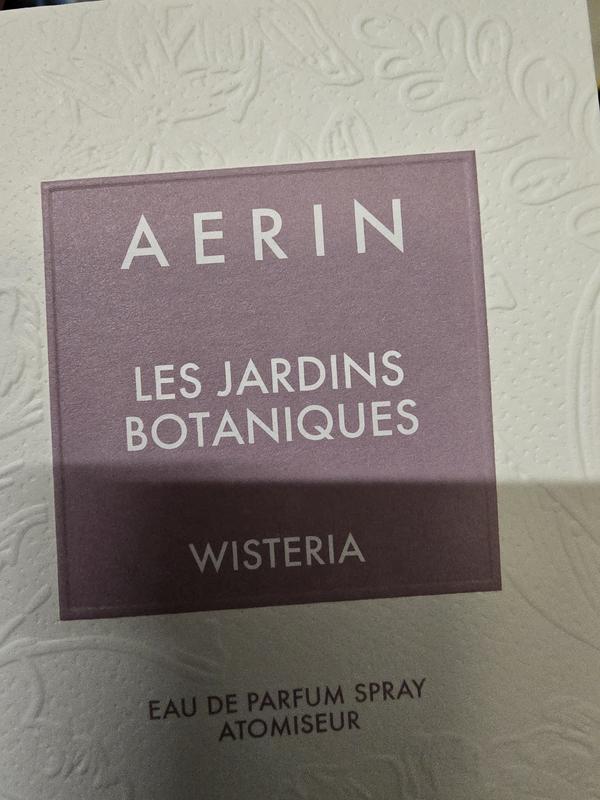 AERIN
LES JARDINS
BOTANIQUES
WISTERIA
EAU DE PARFUM SPRAY
ATOMISEUR